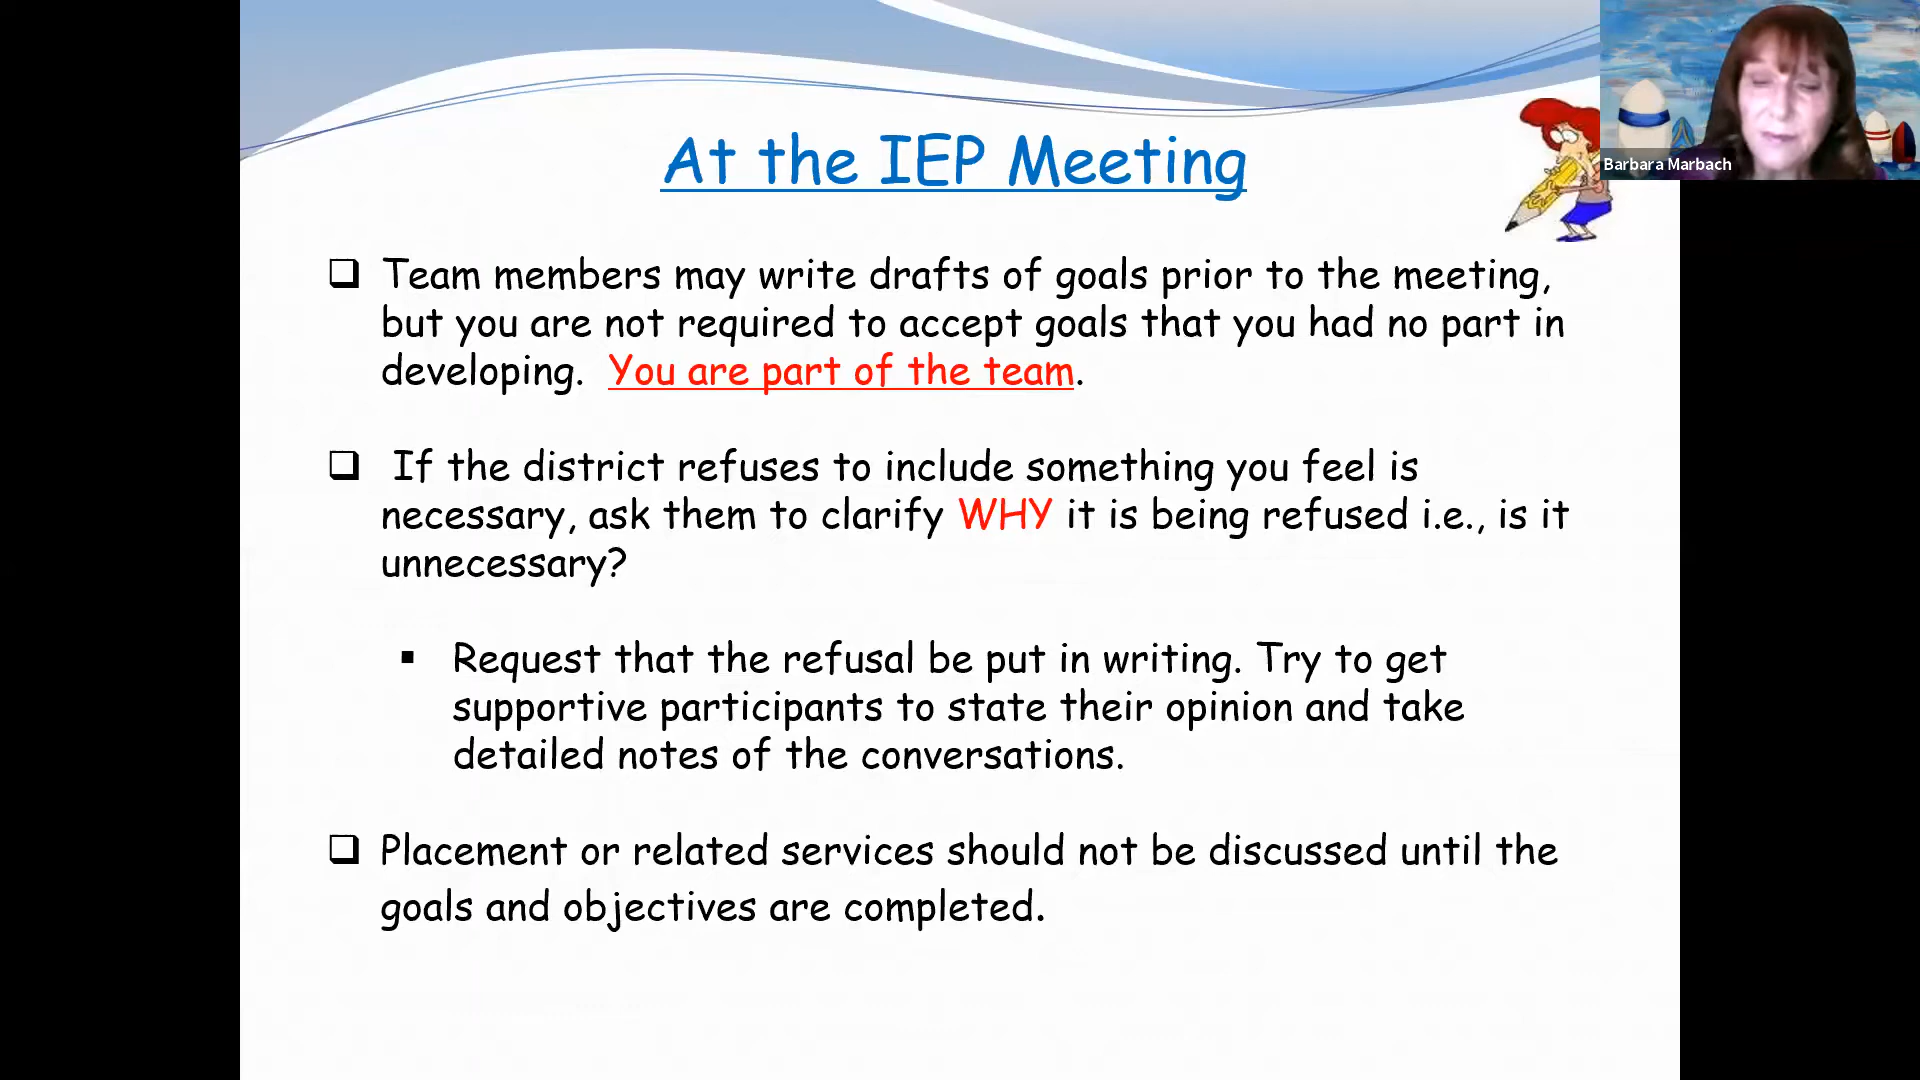 At the IEP Meeting
Barbara Marbach
Team members may write drafts of goals prior to the meeting,
but you are not required to accept goals that you had no part in
developing. You are part of the team.
If the district refuses to include something you feel is
necessary, ask them to clarify WHY it is being refused i.e., is it
unnecessary?
Request that the refusal be put in writing. Try to get
supportive participants to state their opinion and take
detailed notes of the conversations.
Placement or related services should not be discussed until the
goals and objectives are completed.